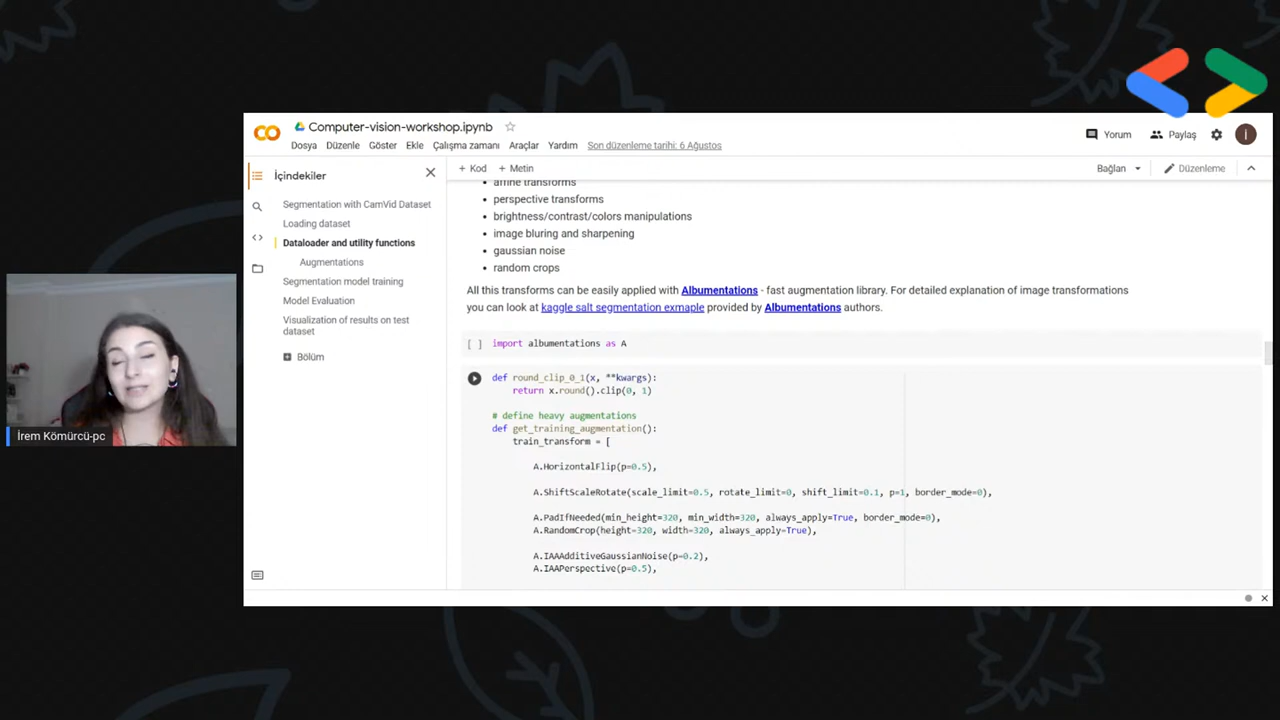 Computer-vision-workshop.ipynb
Yorum
Paylaş
i
Dosya Düzenle Göster Ekle Çalışma zamanı Araçlar Yardım Son düzenleme tarihi: 6 Ağustos
İçindekiler
+ Kod + Metin
Bağlan
Düzenleme
Segmentation with CamVid Dataset
Loading dataset
Dataloader and utility functions
Augmentations
Segmentation model training
Model Evaluation
Visualization of results on test
dataset
Bölüm
affine transforms
• perspective transforms
• brightness/contrast/colors manipulations
• image bluring and sharpening
• gaussian noise
• random crops
All this transforms can be easily applied with Albumentations - fast augmentation library. For detailed explanation of image transformations
you can look at kaggle salt segmentation exmaple provided by Albumentations authors.
[ ] import albumentations as A
def round_clip_0_1(x, **kwargs):
return x.round().clip(0, 1)
# define heavy augmentations
def get_training_augmentation():
train_transform = [
A.HorizontalFlip(p=0.5),
A.ShiftScaleRotate(scale_limit=0.5, rotate_limit=0, shift_limit=0.1, p=1, border_mode=0),
A.PadIfNeeded(min_height=320, min_width=320, always_apply=True, border_mode=0),
A.RandomCrop(height=320, width=320, always_apply=True),
A.IAAAdditiveGaussianNoise(p=0.2),
A.IAAPerspective(p=0.5),
İrem Kömürcü-pc